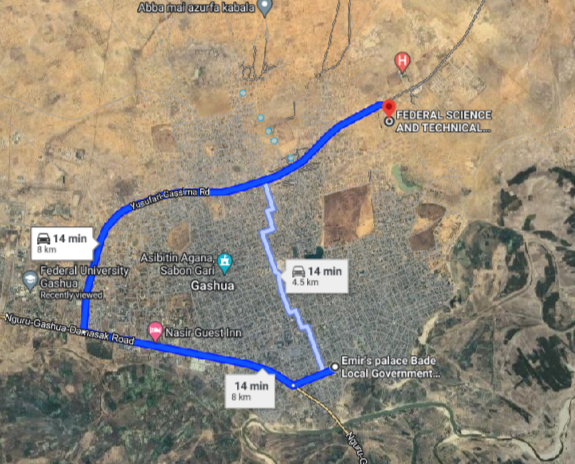 Abba mai azurfa kabala
H
FEDERAL SCIENCE
AND TECHNICAL...
Yusufari-Gassima Rd
14 min
8 km
Federal University
Gashua
Recently viewed
Asibitin Agana,
Sabon Gari
Gashua
14 min
4.5 km
Nguru-Gashua-Damasak Road
Nasir Guest Inn
Emir's palace Bade
Local Government...
14 min
8 km
Nguru-G